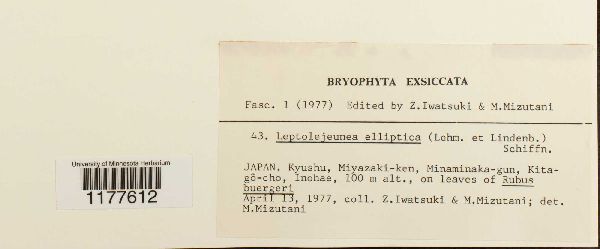 BRYOPHYTA EXSICCATA
Fasc. 1 (1977) Edited by Z.Iwatsuki & M.Mizutani
43. Leptolejeunea elliptica (Lehm. et Lindenb.)
Schiffn.
JAPAN. Kyushu, Miyazaki-ken, Minaminaka-gun, Kita-
gô-cho, Inohae, 100 m alt., on leaves of Rubus
buergeri
April 13, 1977, coll. Z.Iwatsuki & M.Mizutani; det.
M.Mizutani
University of Minnesota Herbarium
1177612